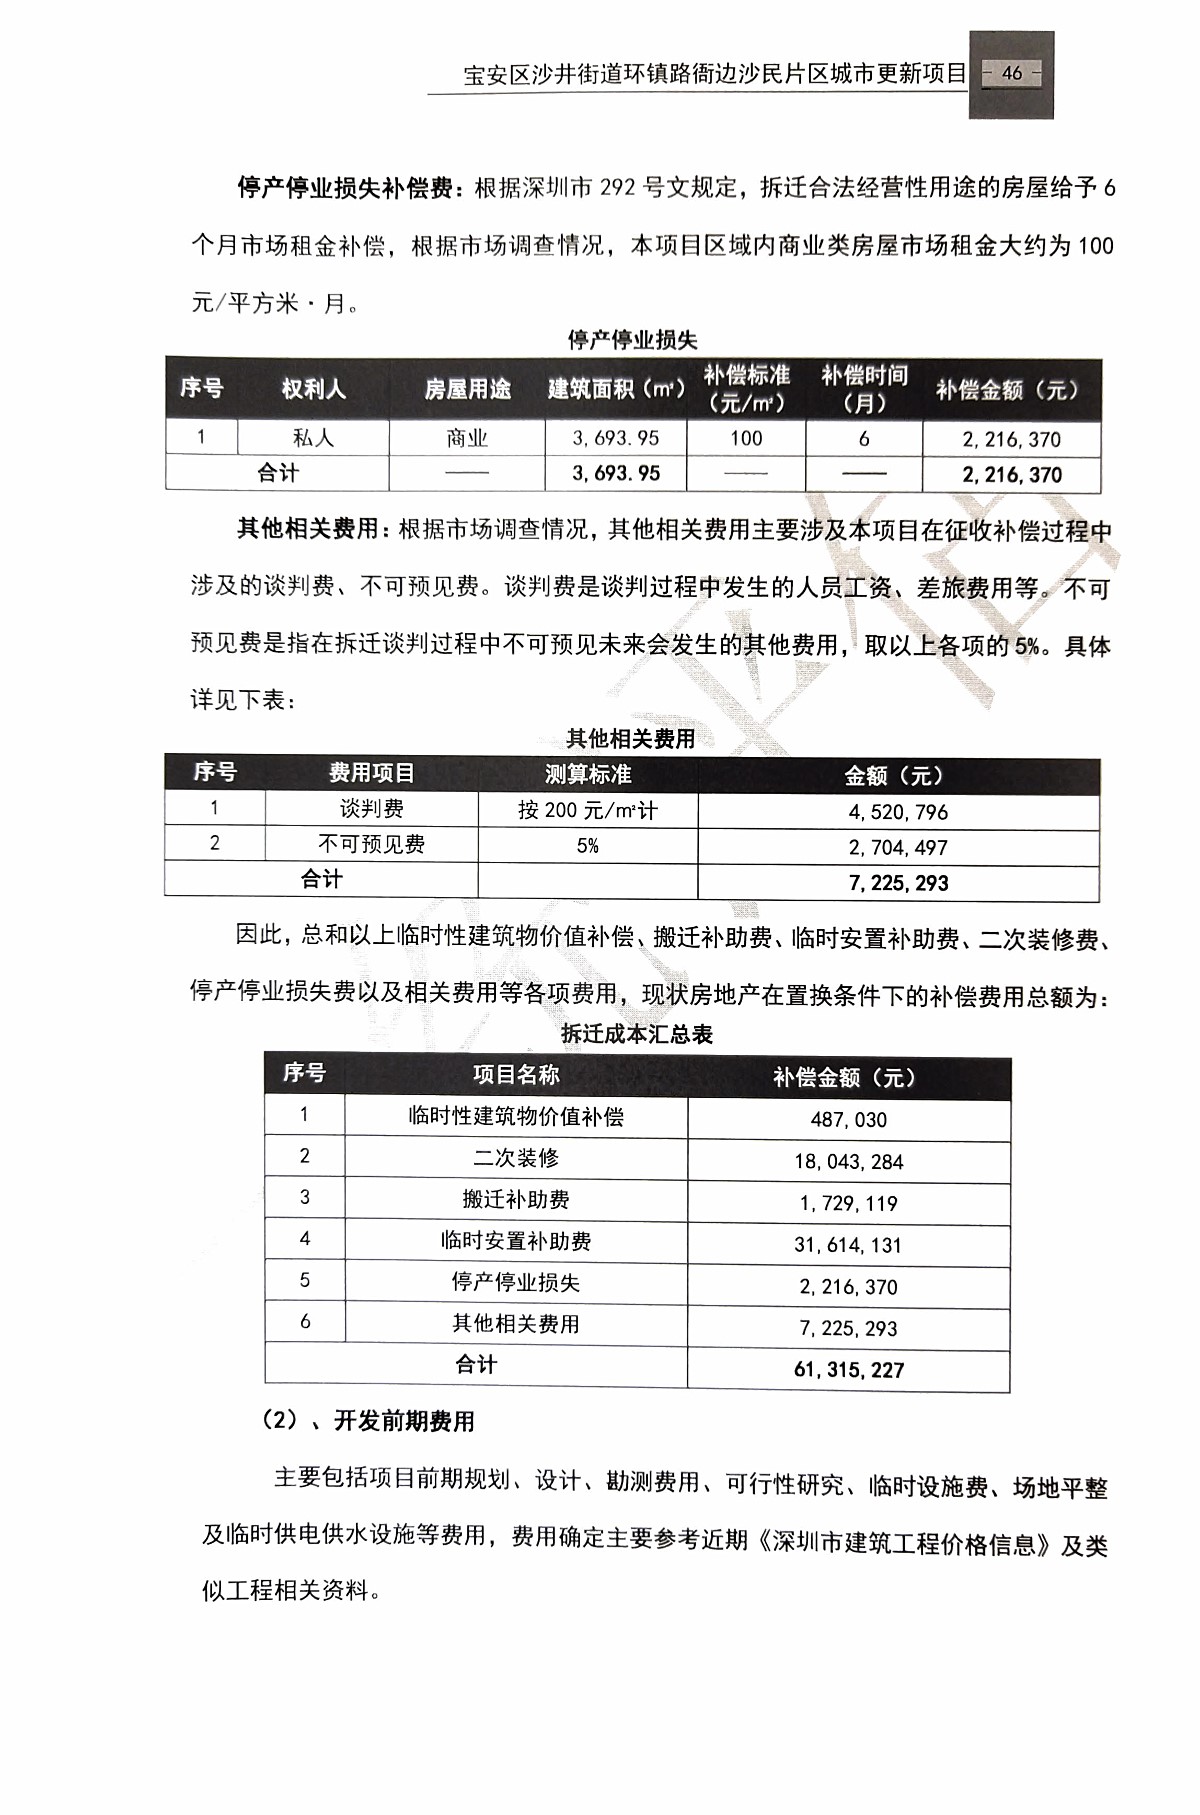 宝安区沙井街道环镇路衙边沙民片区城市更新项目 - 46 -
停产停业损失补偿费：根据深圳市 292 号文规定，拆迁合法经营性用途的房屋给予 6
个月市场租金补偿，根据市场调查情况，本项目区域内商业类房屋市场租金大约为 100
元/平方米·月。
停产停业损失
序号 权利人 房屋用途 建筑面积（㎡） 补偿标准（元/㎡） 补偿时间（月） 补偿金额（元）
1 私人 商业 3,693.95 100 6 2,216,370
合计 —— 3,693.95 —— —— 2,216,370
其他相关费用：根据市场调查情况，其他相关费用主要涉及本项目在征收补偿过程中
涉及的谈判费、不可预见费。谈判费是谈判过程中发生的人员工资、差旅费用等。不可
预见费是指在拆迁谈判过程中不可预见未来会发生的其他费用，取以上各项的 5%。具体
详见下表：
其他相关费用
序号 费用项目 测算标准 金额（元）
1 谈判费 按 200 元/㎡计 4,520,796
2 不可预见费 5% 2,704,497
合计 7,225,293
因此，总和以上临时性建筑物价值补偿、搬迁补助费、临时安置补助费、二次装修费、
停产停业损失费以及相关费用等各项费用，现状房地产在置换条件下的补偿费用总额为：
拆迁成本汇总表
序号 项目名称 补偿金额（元）
1 临时性建筑物价值补偿 487,030
2 二次装修 18,043,284
3 搬迁补助费 1,729,119
4 临时安置补助费 31,614,131
5 停产停业损失 2,216,370
6 其他相关费用 7,225,293
合计 61,315,227
（2）、开发前期费用
主要包括项目前期规划、设计、勘测费用、可行性研究、临时设施费、场地平整
及临时供电供水设施等费用，费用确定主要参考近期《深圳市建筑工程价格信息》及类
似工程相关资料。